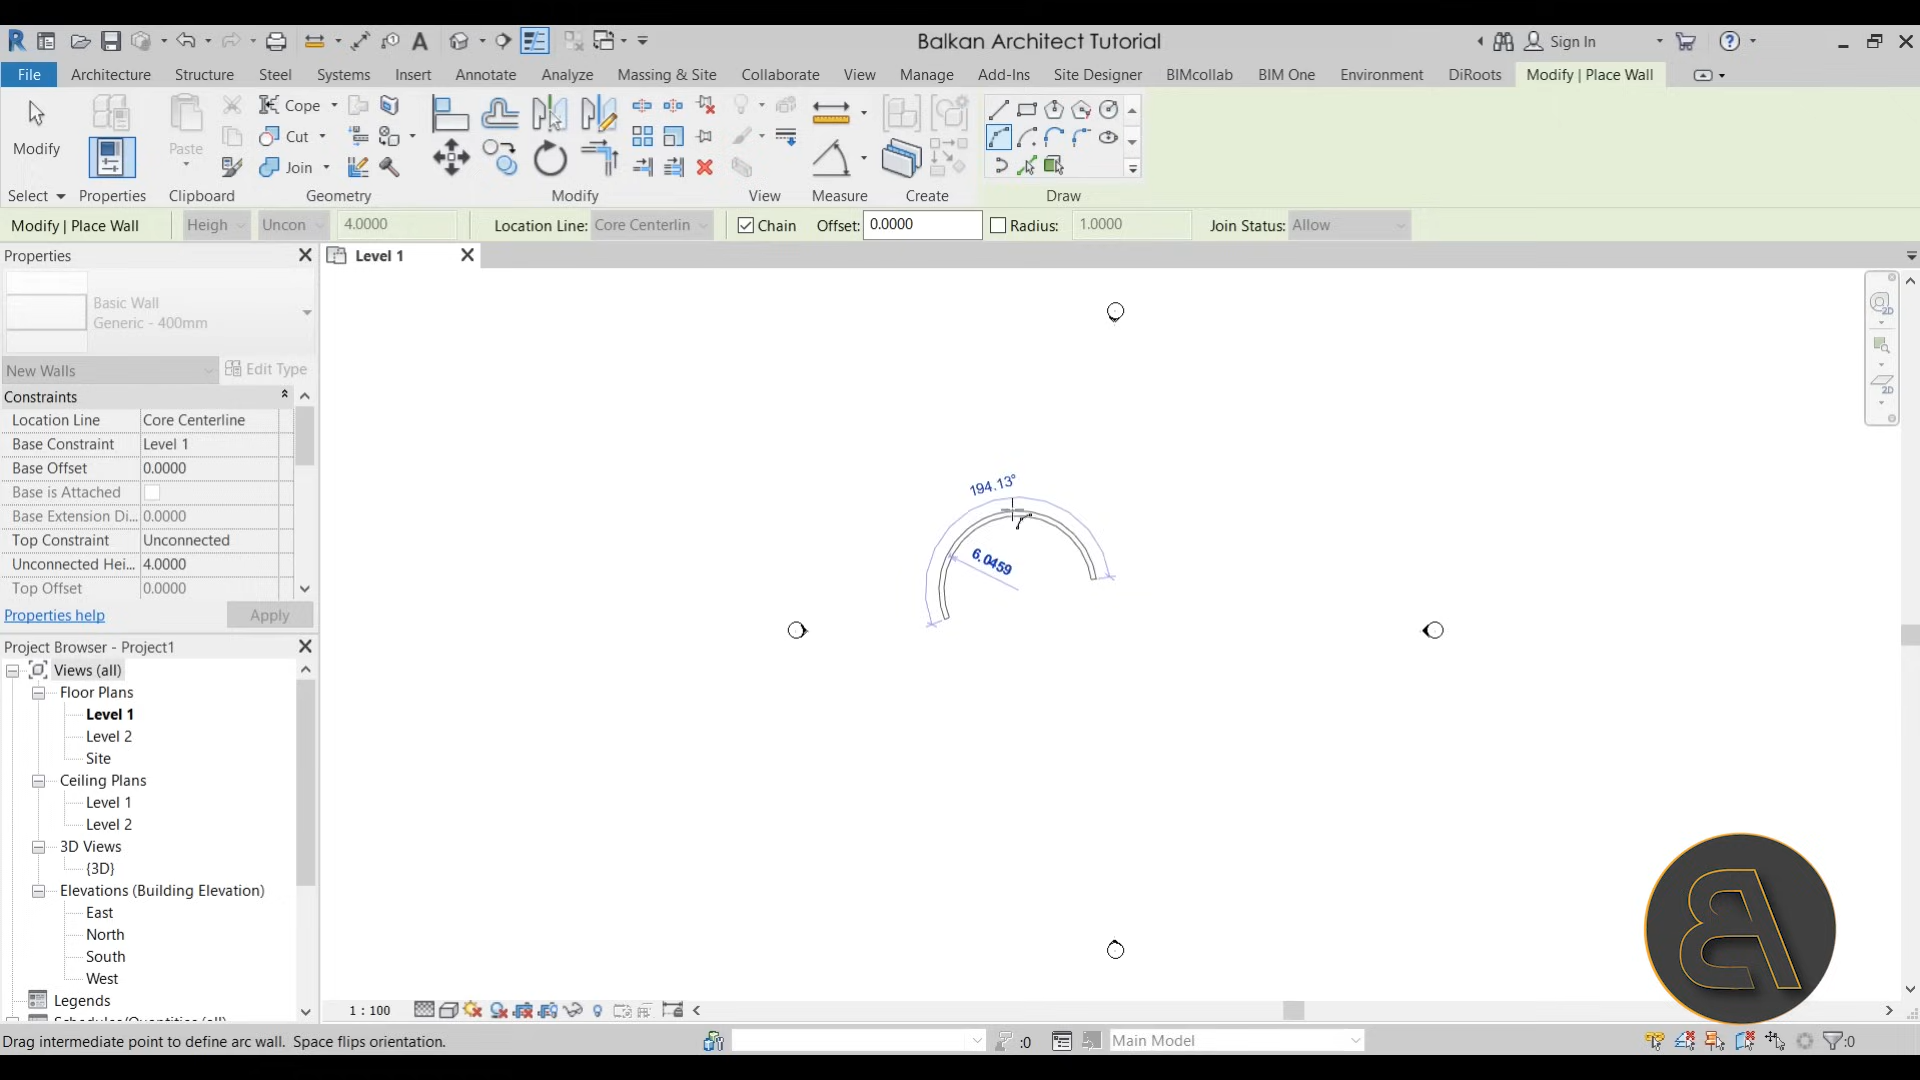 Balkan Architect Tutorial
Sign In
File Architecture Structure Steel Systems Insert Annotate Analyze Massing & Site Collaborate View Manage Add-Ins Site Designer BIMcollab BIM One Environment DiRoots Modify | Place Wall
Modify
Paste
Cope
Cut
Join
Select Properties Clipboard Geometry Modify View Measure Create Draw
Modify | Place Wall Heigh Uncon 4.0000 Location Line: Core Centerlin Chain Offset: 0.0000 Radius: 1.0000 Join Status: Allow
Properties
Level 1
Basic Wall
Generic - 400mm
New Walls Edit Type
Constraints
Location Line Core Centerline
Base Constraint Level 1
Base Offset 0.0000
Base is Attached
Base Extension Di... 0.0000
Top Constraint Unconnected
Unconnected Hei... 4.0000
Top Offset 0.0000
Properties help Apply
194.13°
6.0459
2D
2D
Project Browser - Project1
Views (all)
Floor Plans
Level 1
Level 2
Site
Ceiling Plans
Level 1
Level 2
3D Views
{3D}
Elevations (Building Elevation)
East
North
South
West
Legends
1 : 100
Drag intermediate point to define arc wall. Space flips orientation.
:0
Main Model
:0